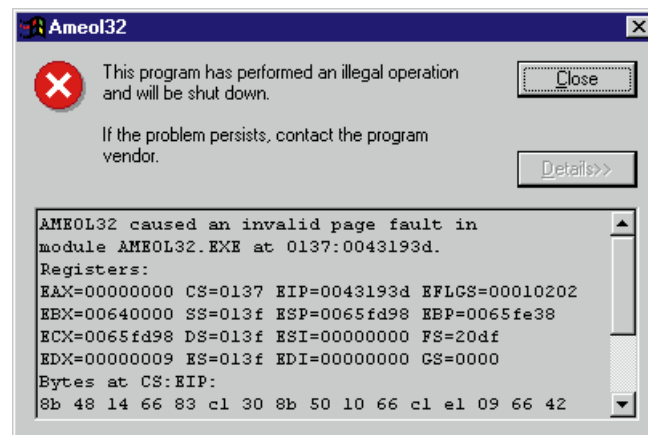 Ameol32
This program has performed an illegal operation
and will be shut down.
If the problem persists, contact the program
vendor.
Close
Details>>
AMEOL32 caused an invalid page fault in
module AMEOL32.EXE at 0137:0043193d.
Registers:
EAX=00000000 CS=0137 EIP=0043193d EFLGS=00010202
EBX=00640000 SS=013f ESP=0065fd98 EBP=0065fe38
ECX=0065fd98 DS=013f ESI=00000000 FS=20df
EDX=00000009 ES=013f EDI=00000000 GS=0000
Bytes at CS:EIP:
8b 48 14 66 83 c1 30 8b 50 10 66 c1 e1 09 66 42